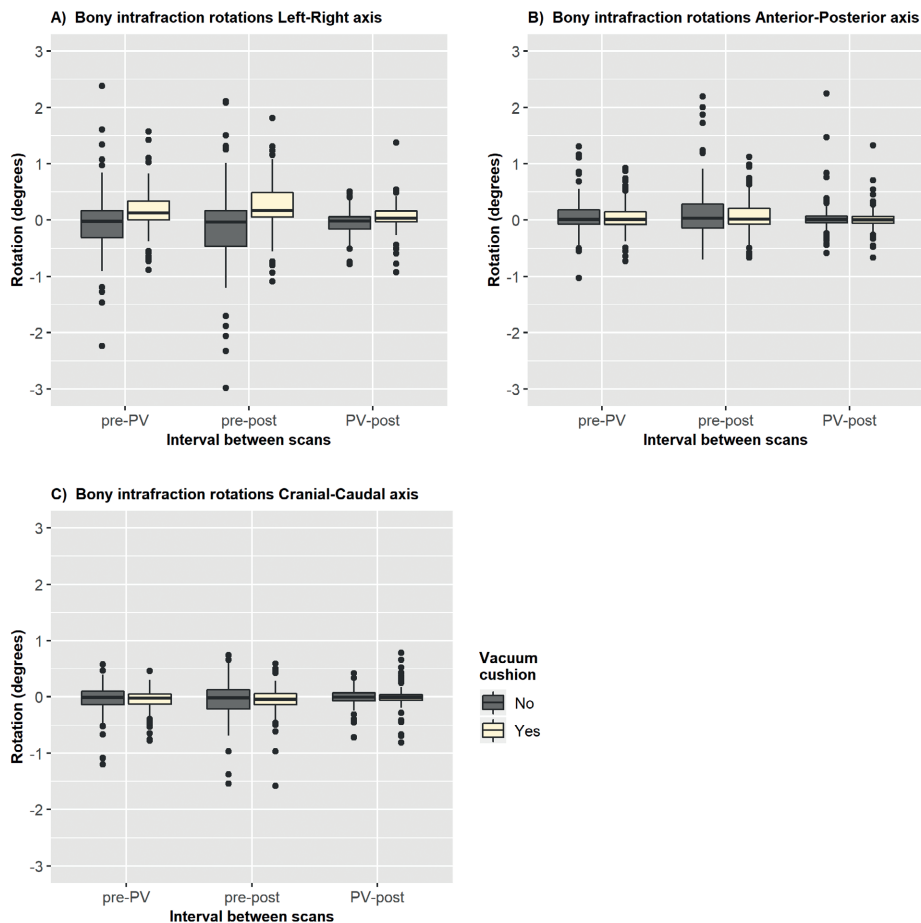 A) Bony intrafraction rotations Left-Right axis
3
2
1
0
-1
-2
-3
Rotation (degrees)
pre-PV pre-post PV-post
Interval between scans
B) Bony intrafraction rotations Anterior-Posterior axis
3
2
1
0
-1
-2
-3
Rotation (degrees)
pre-PV pre-post PV-post
Interval between scans
C) Bony intrafraction rotations Cranial-Caudal axis
3
2
1
0
-1
-2
-3
Rotation (degrees)
pre-PV pre-post PV-post
Interval between scans
Vacuum
cushion
No
Yes